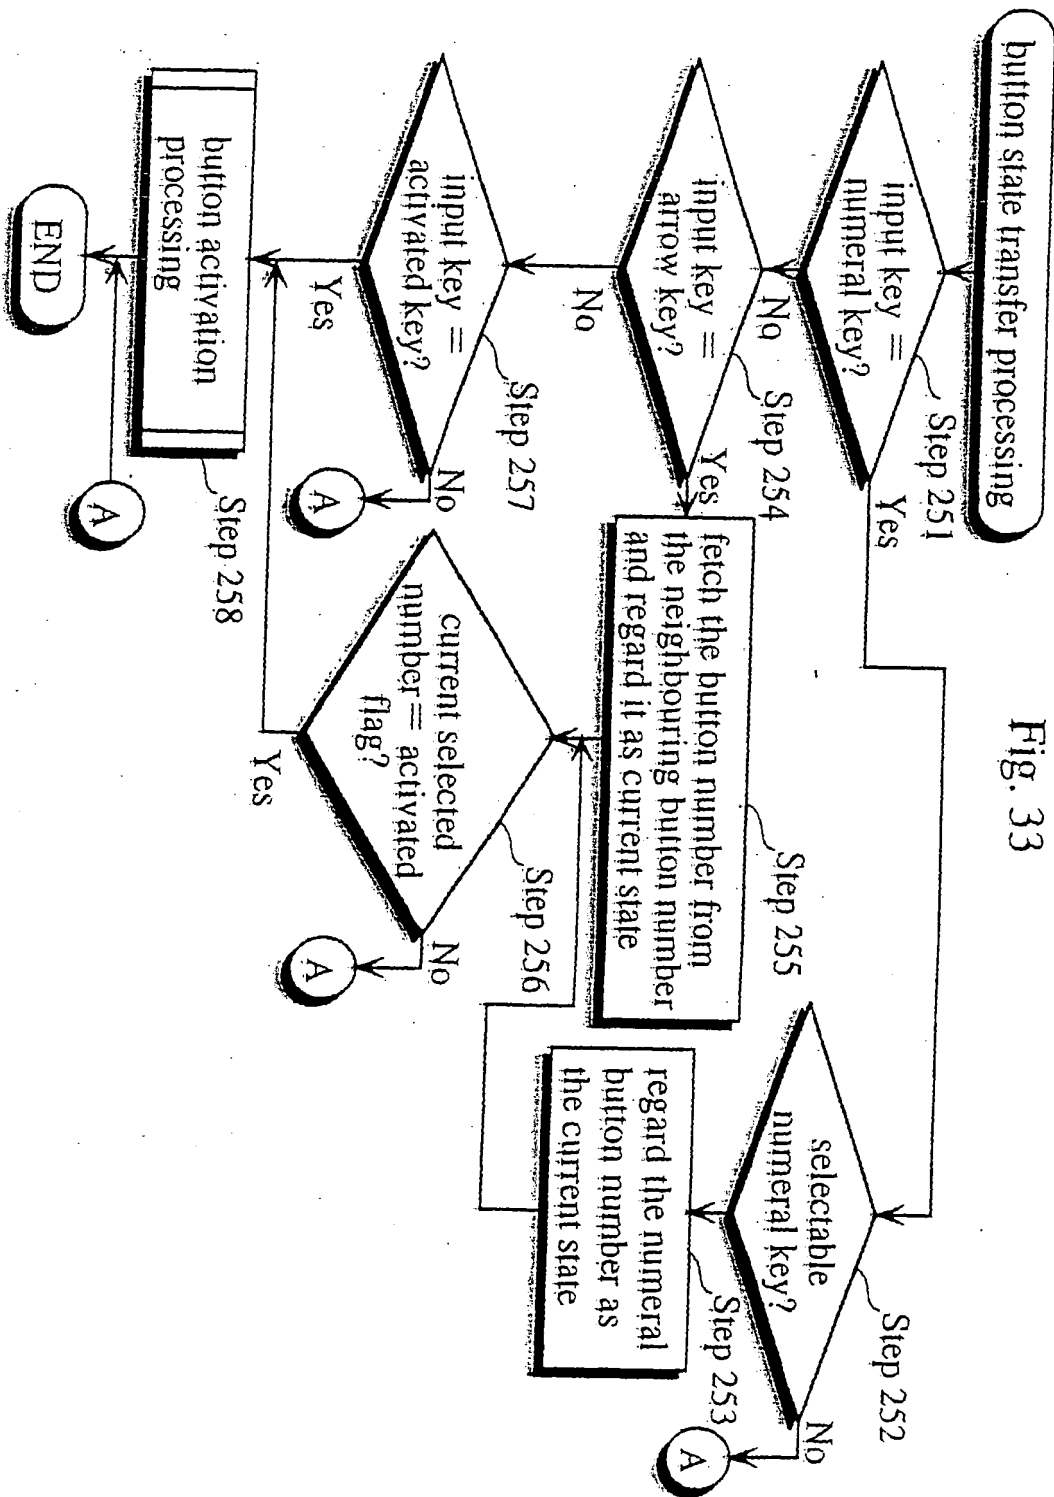 Fig. 33
button state transfer processing
input key =
numeral key?
Step 251
Yes
No
selectable
numeral key?
Step 252
No
A
regard the numeral
button number as
the current state
Step 253
input key =
arrow key?
Step 254
Yes
No
fetch the button number from
the neighbouring button number
and regard it as current state
Step 255
current selected
number= activated
flag?
Step 256
No
A
Yes
input key =
activated key?
Step 257
No
A
Yes
button activation
processing
Step 258
A
END